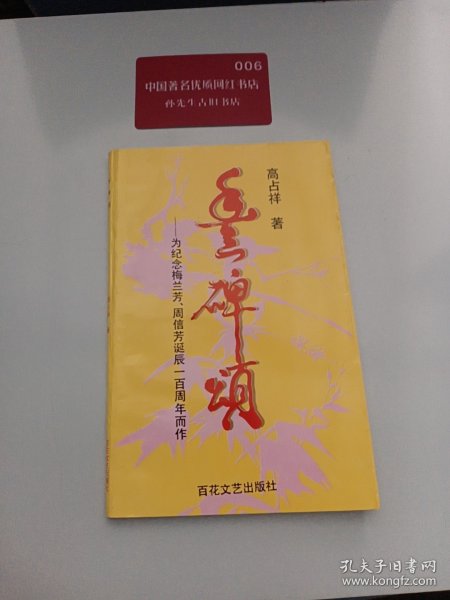 006
中国著名优质网红书店
孙先生古旧书店
高占祥 著
丰碑颂
——为纪念梅兰芳、周信芳诞辰一百周年而作
百花文艺出版社
孔夫子旧书网
www.kongfz.com